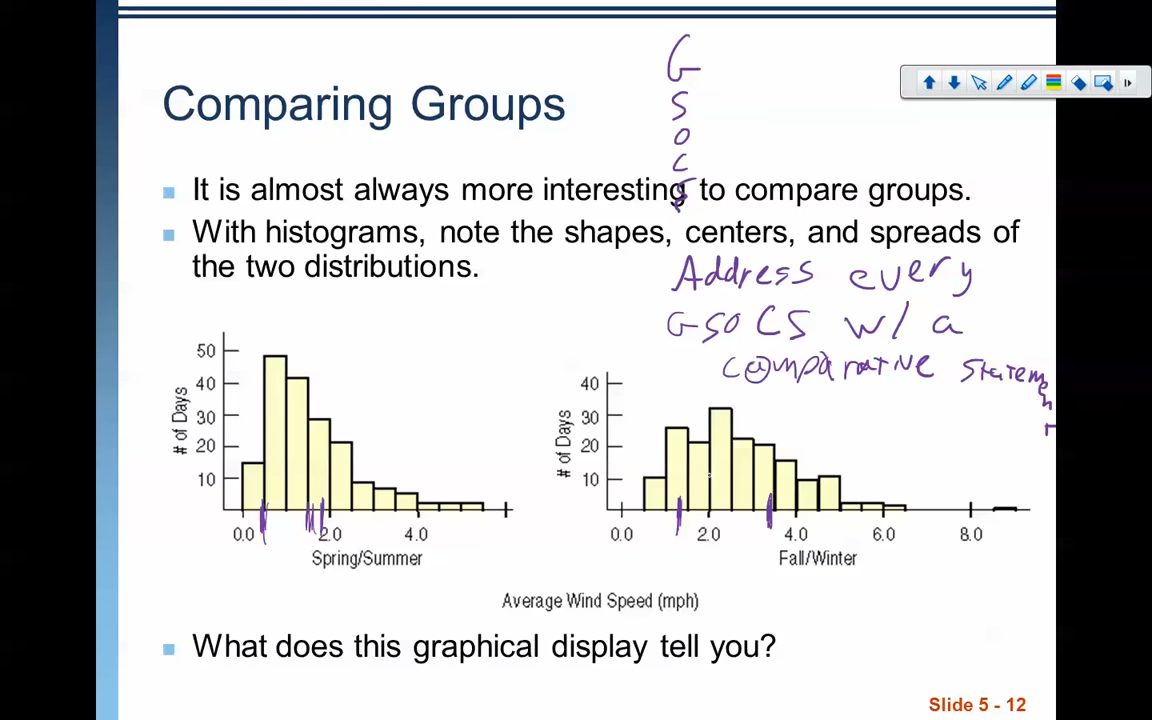 G
S
O
C
S
Comparing Groups
It is almost always more interesting to compare groups.
With histograms, note the shapes, centers, and spreads of
the two distributions.
Address every
GSOCS w/ a
comparative statement
50
40
30
20
10
# of Days
0.0 2.0 4.0
Spring/Summer
40
30
20
10
# of Days
0.0 2.0 4.0 6.0 8.0
Fall/Winter
Average Wind Speed (mph)
What does this graphical display tell you?
Slide 5 - 12